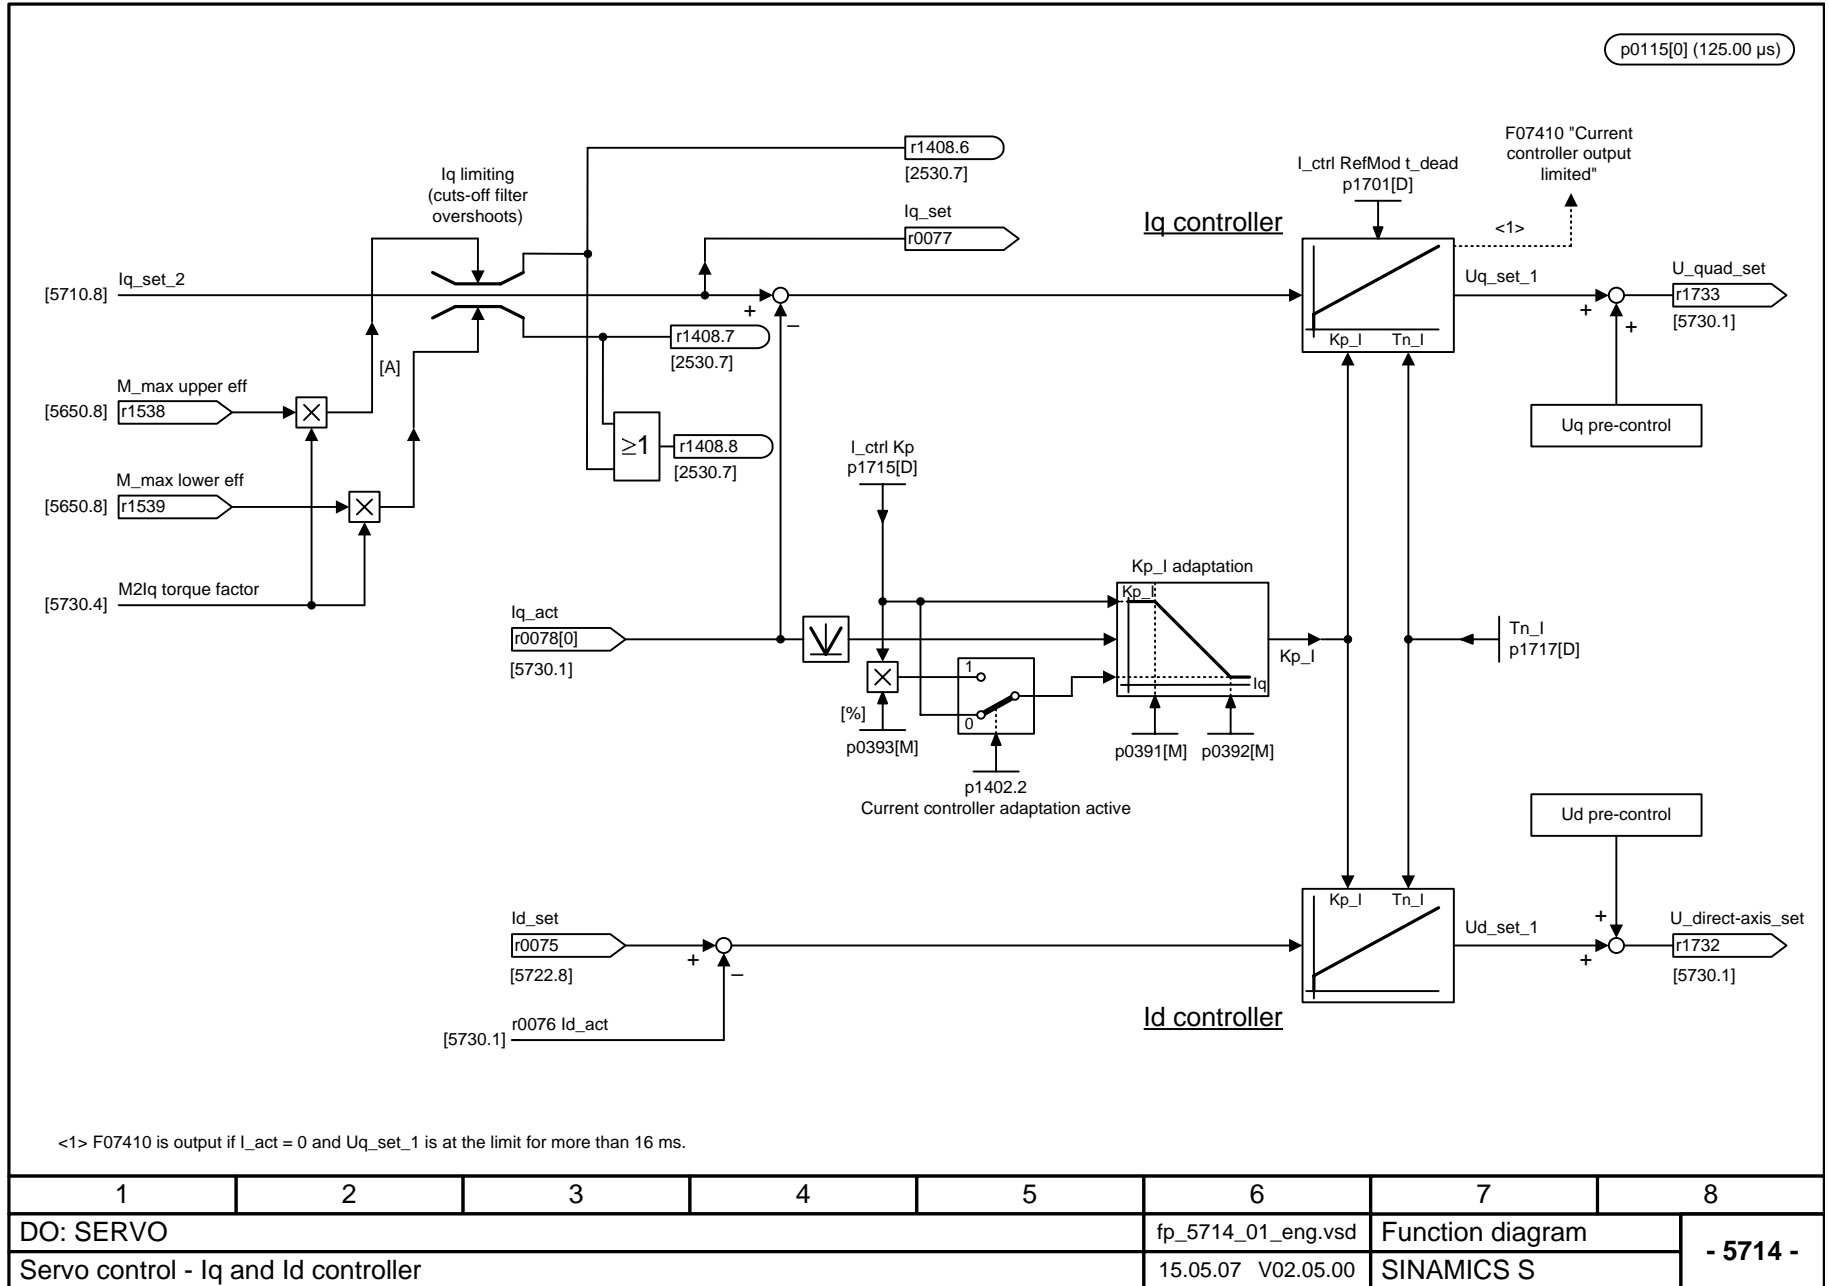 p0115[0] (125.00 µs)
F07410 "Current
controller output
limited"
<1>
r1408.6
[2530.7]
I_ctrl RefMod t_dead
p1701[D]
Iq limiting
(cuts-off filter
overshoots)
Iq_set
r0077
Iq controller
Kp_I Tn_I
Uq_set_1
U_quad_set
r1733
[5730.1]
+
+
[5710.8]
Iq_set_2
+
–
r1408.7
[2530.7]
[A]
M_max upper eff
[5650.8]
r1538
Uq pre-control
≥1
r1408.8
[2530.7]
I_ctrl Kp
p1715[D]
M_max lower eff
[5650.8]
r1539
M2Iq torque factor
[5730.4]
Iq_act
r0078[0]
[5730.1]
Kp_I adaptation
Kp_I
Iq
Kp_I
Tn_I
p1717[D]
1
0
[%]
p0393[M]
p0391[M]
p0392[M]
p1402.2
Current controller adaptation active
Ud pre-control
Id_set
r0075
[5722.8]
+
–
Kp_I Tn_I
Ud_set_1
+
+
U_direct-axis_set
r1732
[5730.1]
r0076 Id_act
[5730.1]
Id controller
<1> F07410 is output if I_act = 0 and Uq_set_1 is at the limit for more than 16 ms.
1 2 3 4 5 6 7 8
DO: SERVO
fp_5714_01_eng.vsd
Function diagram
- 5714 -
Servo control - Iq and Id controller
15.05.07 V02.05.00
SINAMICS S